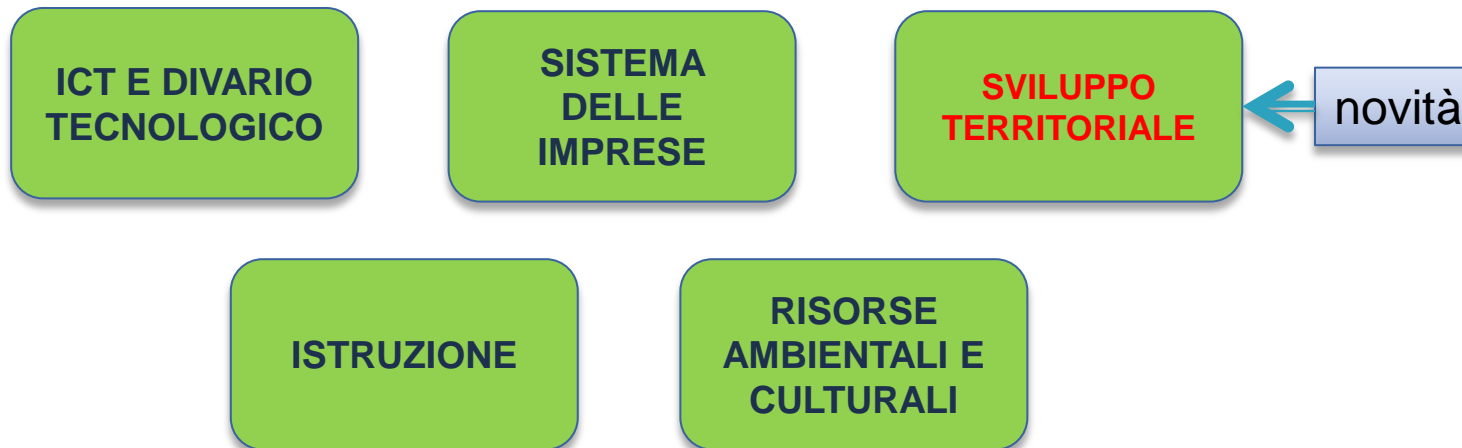 ICT E DIVARIO
TECNOLOGICO
SISTEMA
DELLE
IMPRESE
SVILUPPO
TERRITORIALE
novità
ISTRUZIONE
RISORSE
AMBIENTALI E
CULTURALI